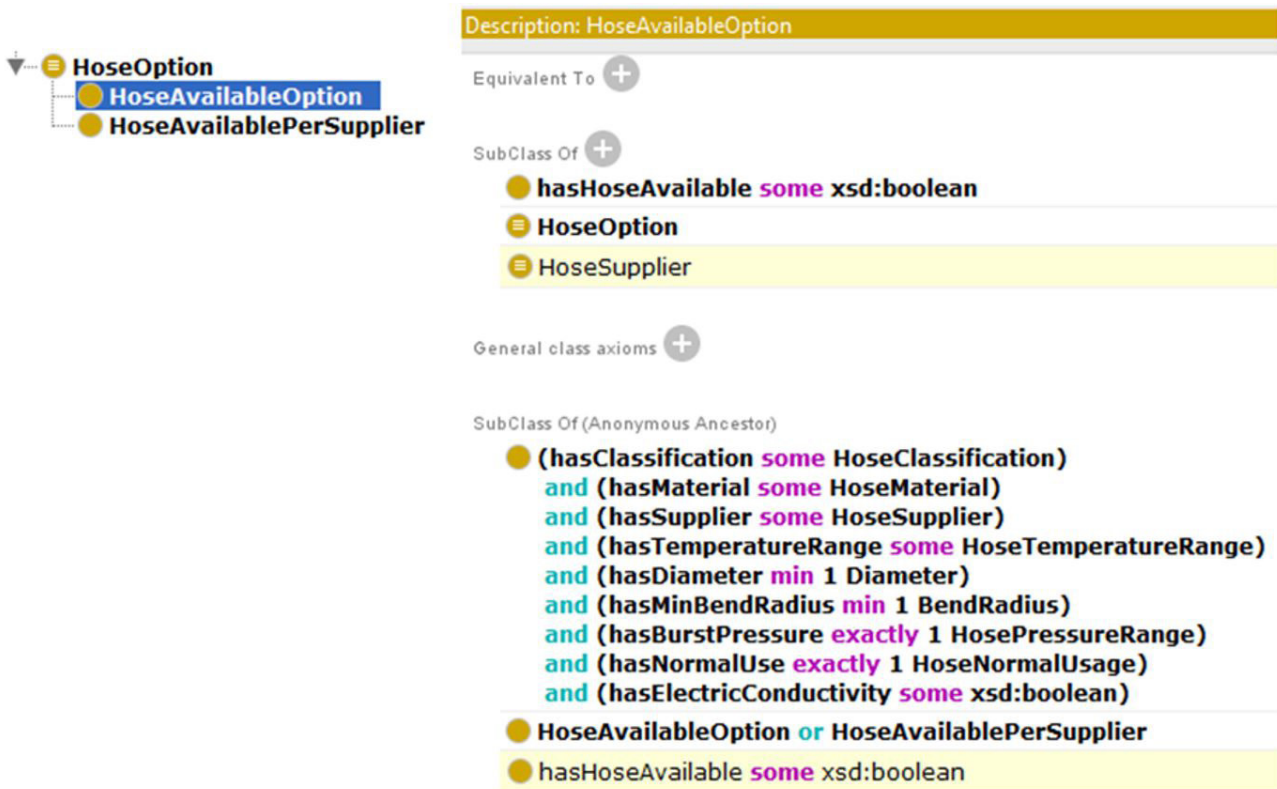 HoseOption
HoseAvailableOption
HoseAvailablePerSupplier
Description: HoseAvailableOption
Equivalent To
SubClass Of
hasHoseAvailable some xsd:boolean
HoseOption
HoseSupplier
General class axioms
SubClass Of (Anonymous Ancestor)
(hasClassification some HoseClassification)
and (hasMaterial some HoseMaterial)
and (hasSupplier some HoseSupplier)
and (hasTemperatureRange some HoseTemperatureRange)
and (hasDiameter min 1 Diameter)
and (hasMinBendRadius min 1 BendRadius)
and (hasBurstPressure exactly 1 HosePressureRange)
and (hasNormalUse exactly 1 HoseNormalUsage)
and (hasElectricConductivity some xsd:boolean)
HoseAvailableOption or HoseAvailablePerSupplier
hasHoseAvailable some xsd:boolean